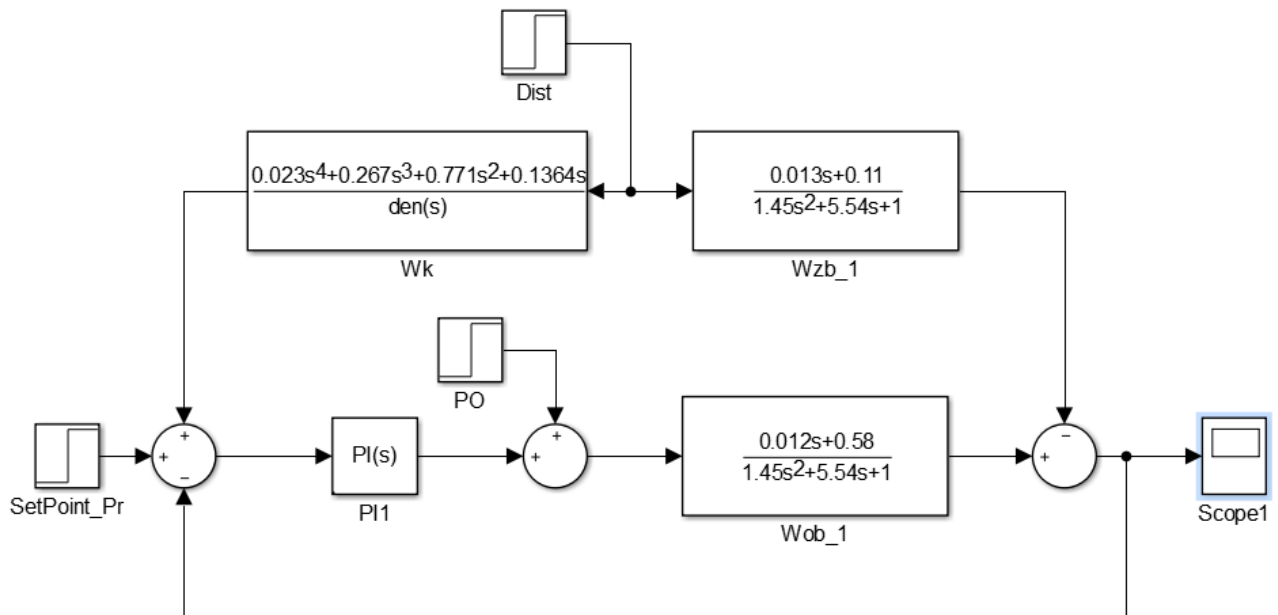 Dist
0.023s4+0.267s3+0.771s2+0.1364s
den(s)
Wk
0.013s+0.11
1.45s2+5.54s+1
Wzb_1
PO
+
+
−
+
−
SetPoint_Pr
PI(s)
PI1
+
+
0.012s+0.58
1.45s2+5.54s+1
Wob_1
+
Scope1